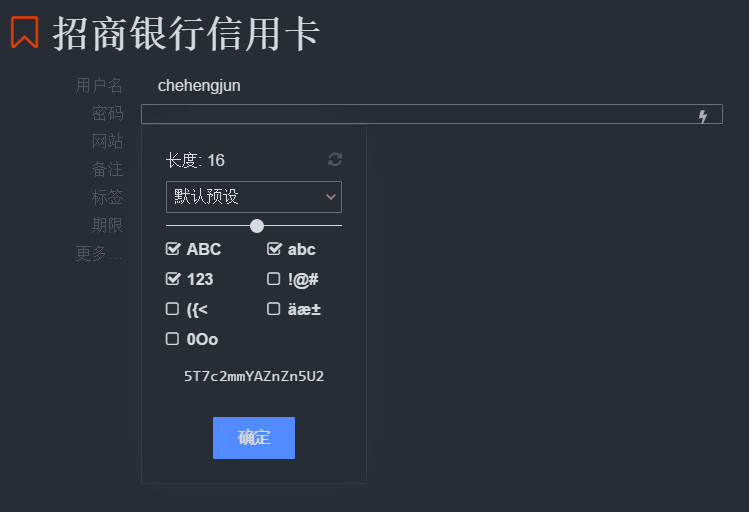 招商银行信用卡
用户名 chehengjun
密码
网站
备注
标签
期限
更多...
长度: 16
默认预设
ABC abc
123 !@#
({< äæ±
0Oo
5T7c2mmYAZnZn5U2
确定